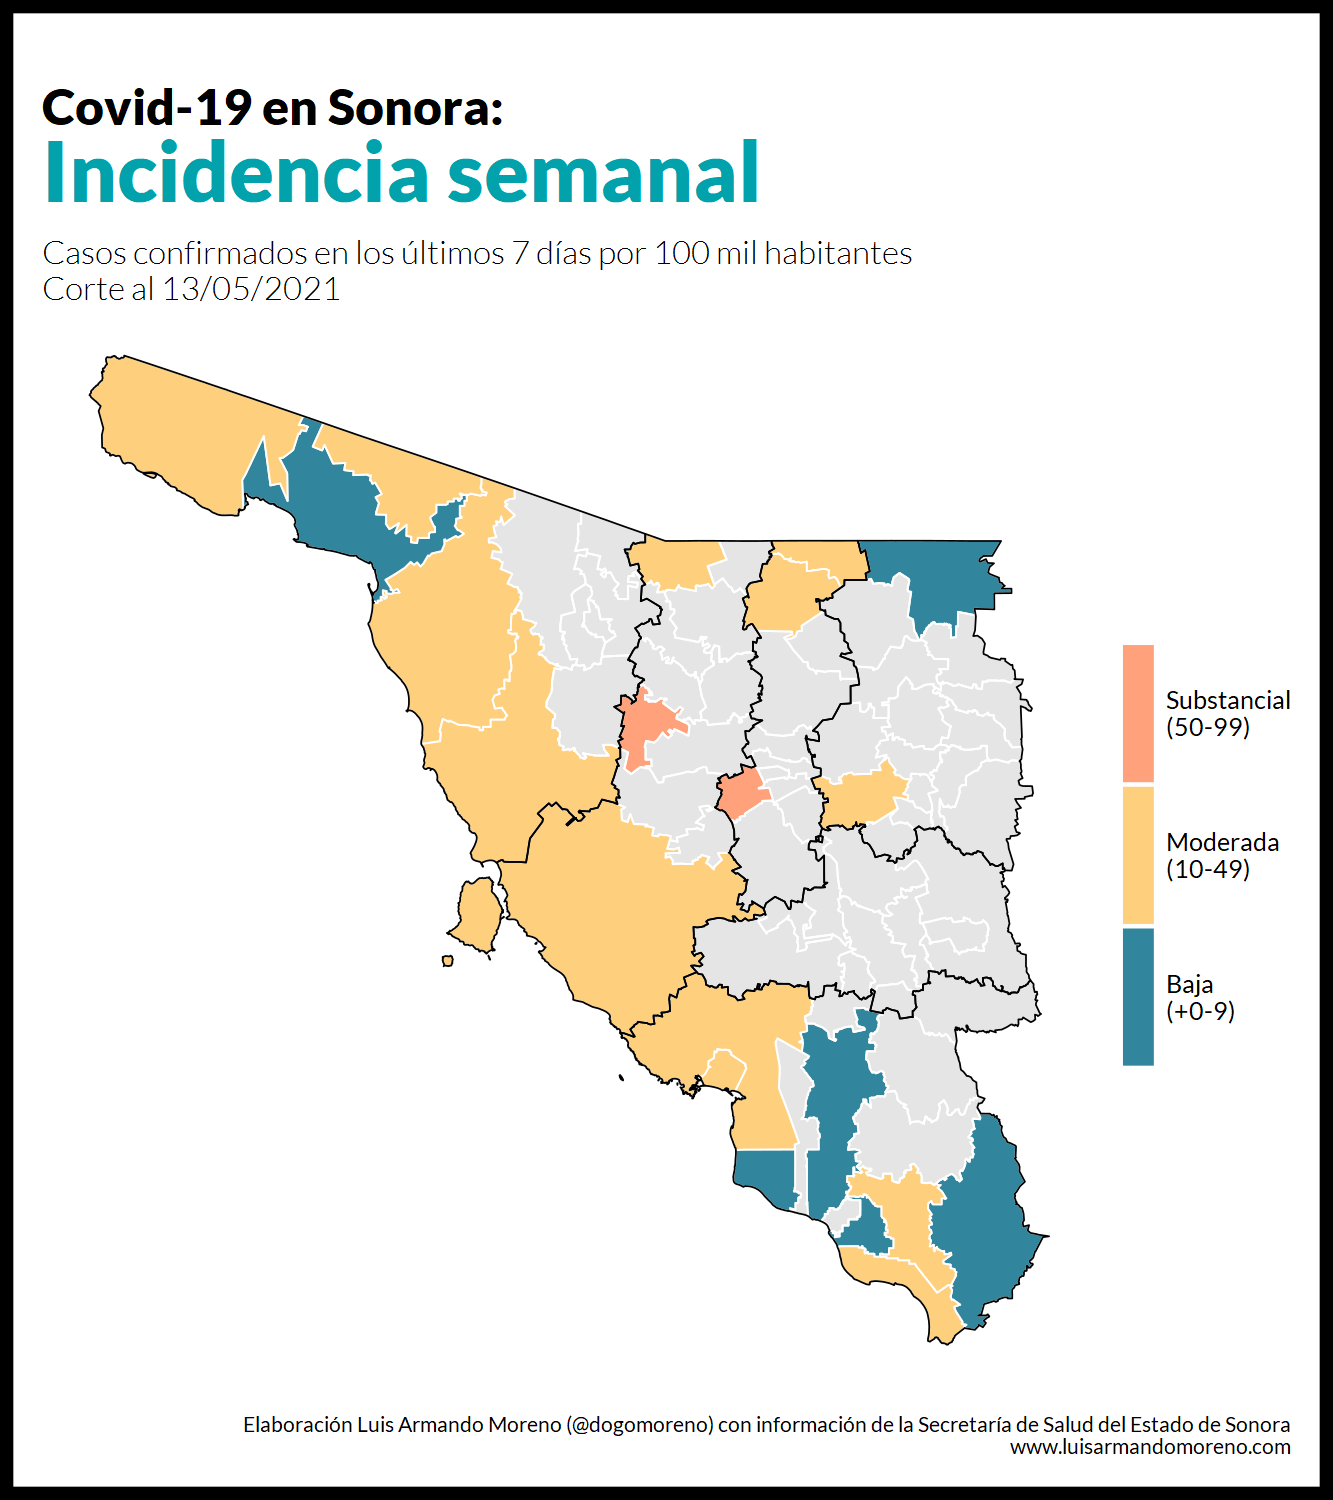 Covid-19 en Sonora:
Incidencia semanal
Casos confirmados en los últimos 7 días por 100 mil habitantes
Corte al 13/05/2021
Substancial
(50-99)
Moderada
(10-49)
Baja
(+0-9)
Elaboración Luis Armando Moreno (@dogomoreno) con información de la Secretaría de Salud del Estado de Sonora
www.luisarmandomoreno.com